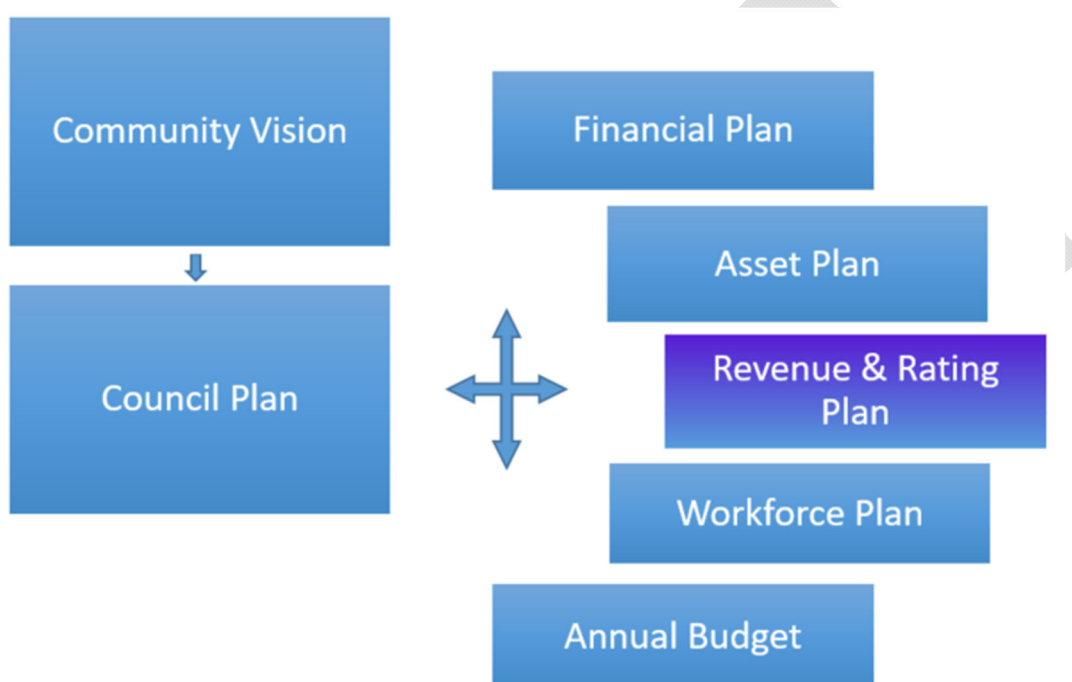 Community Vision
Council Plan
Financial Plan
Asset Plan
Revenue & Rating
Plan
Workforce Plan
Annual Budget